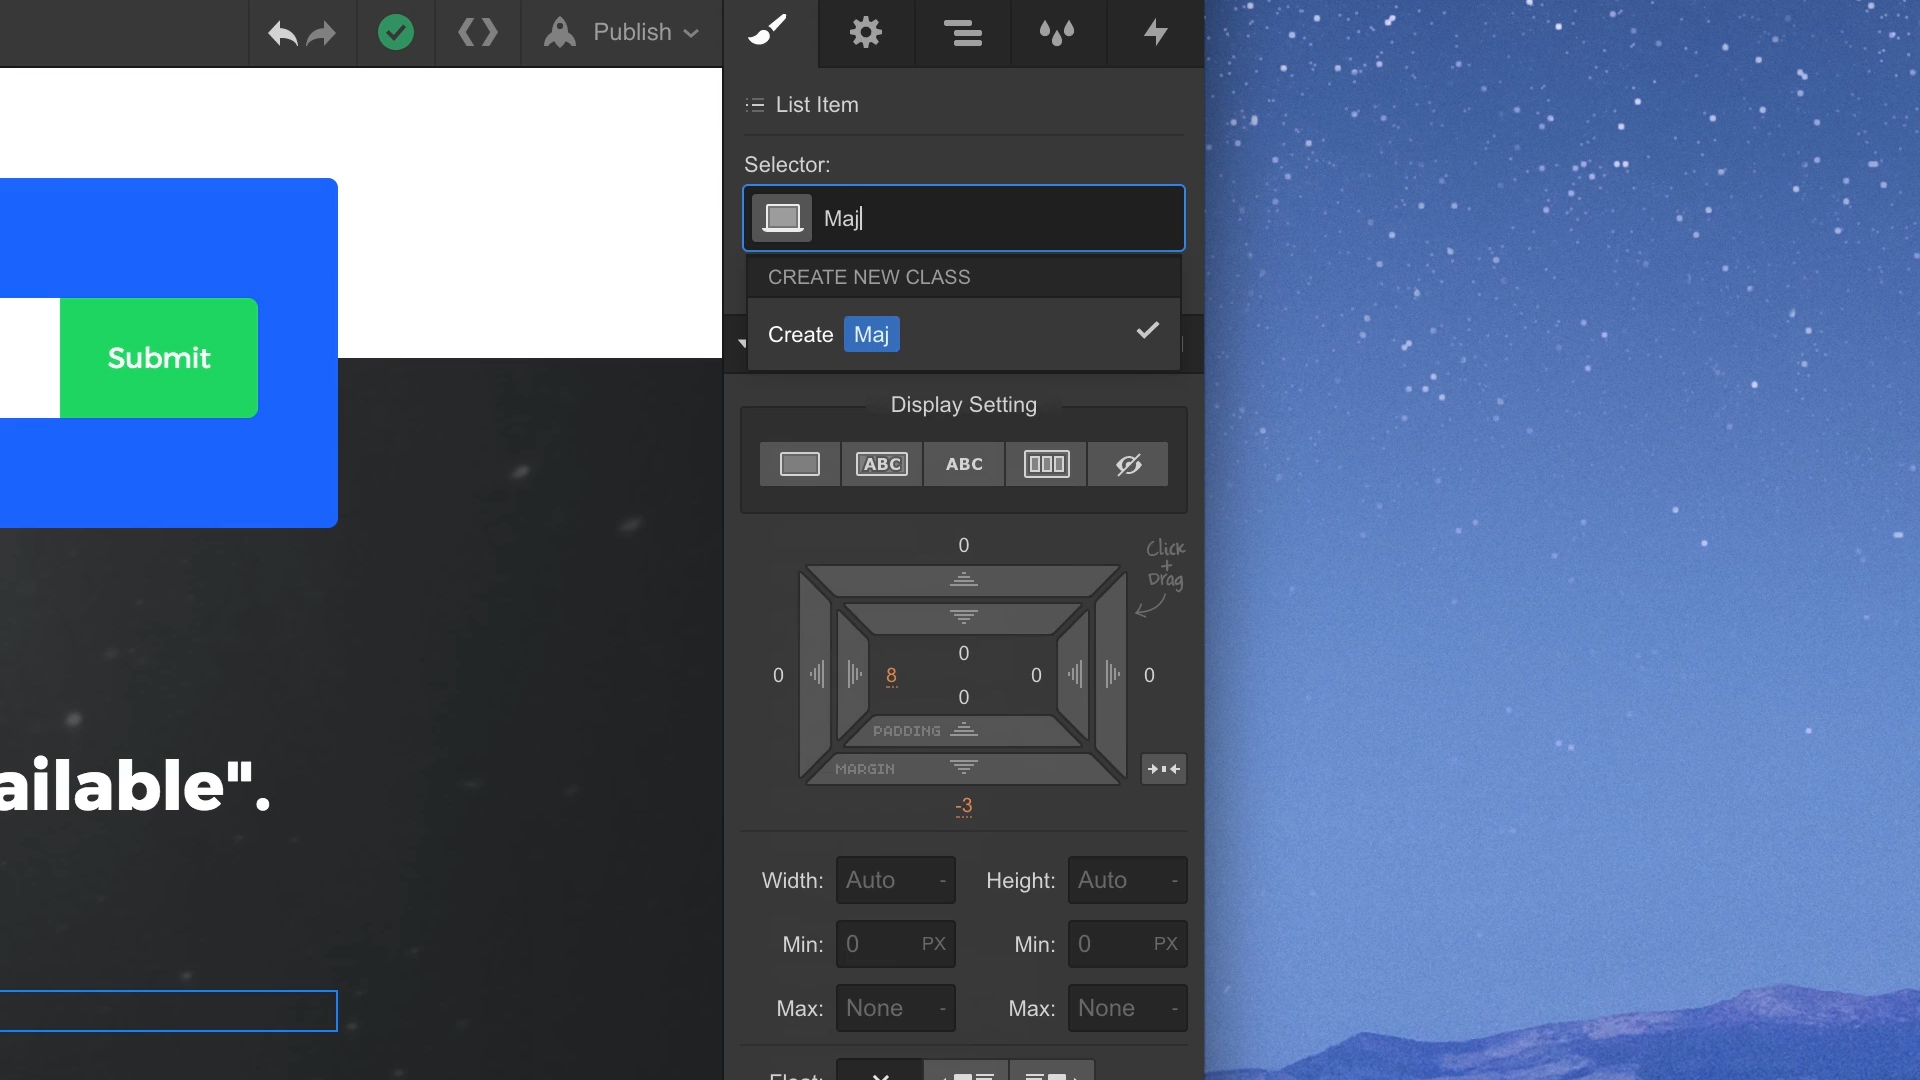 Publish
List Item
Selector:
Maj
CREATE NEW CLASS
Create Maj
Submit
Display Setting
ABC ABC
0
Click
+
Drag
0
0 8 0 0
0
PADDING
MARGIN
ailable".
-3
Width: Auto - Height: Auto -
Min: 0 PX Min: 0 PX
Max: None - Max: None -